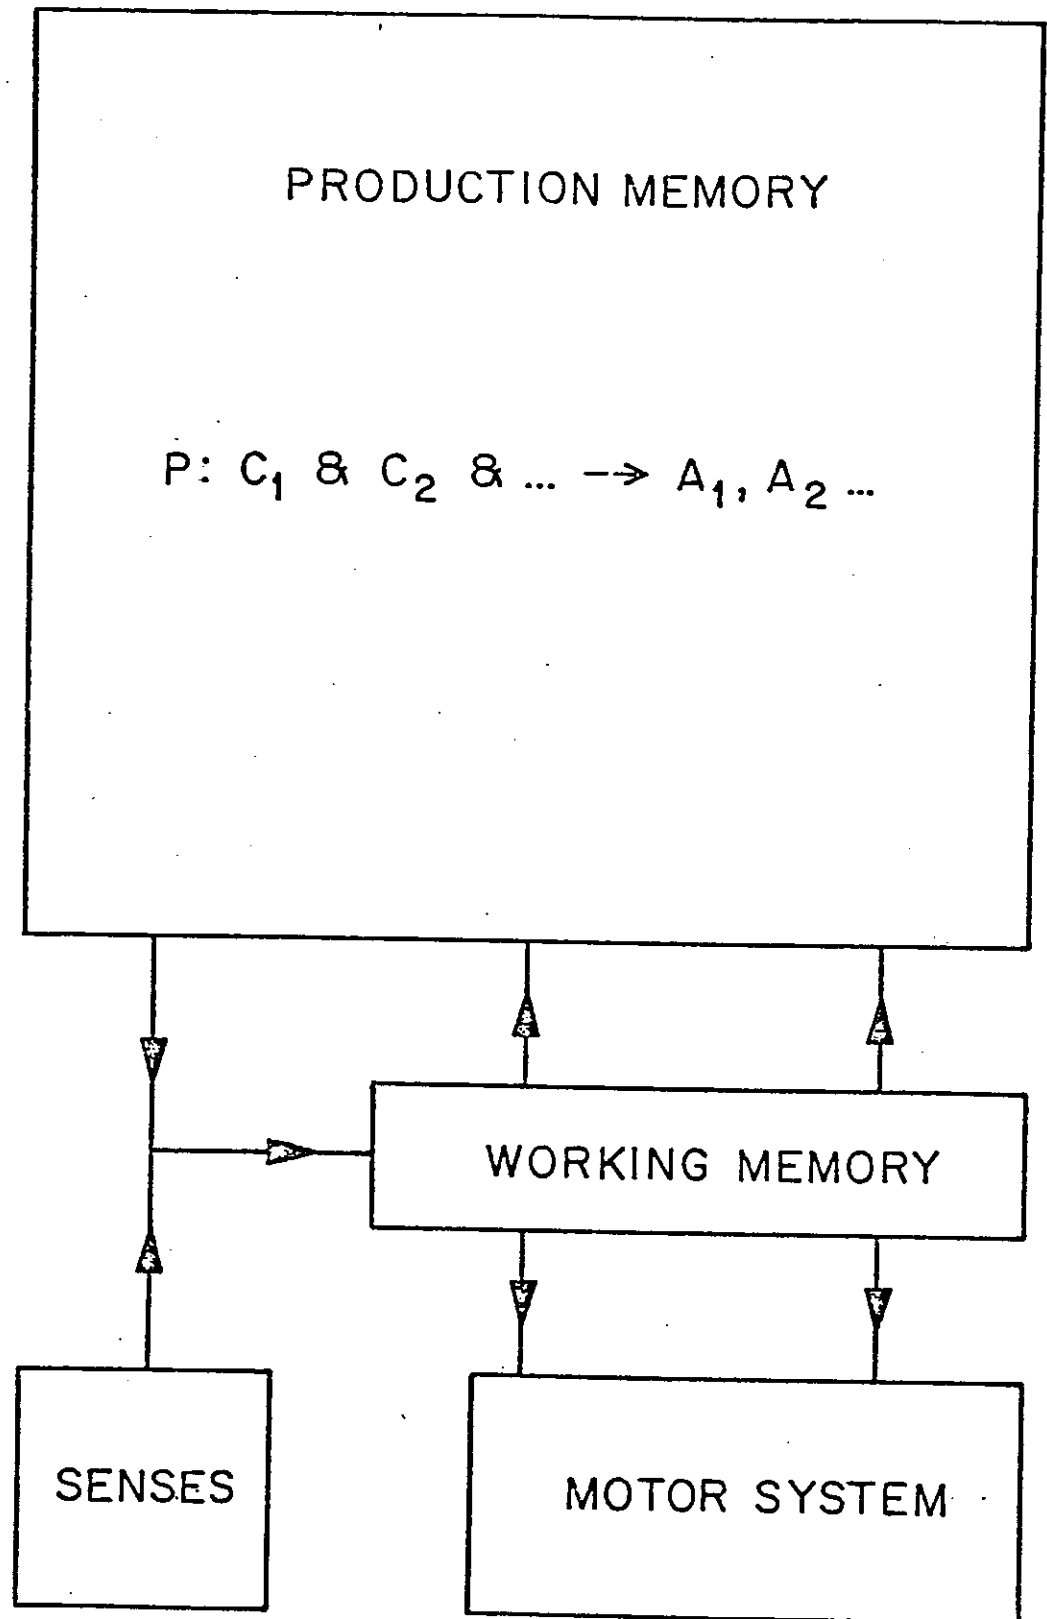 PRODUCTION MEMORY
P: C₁ & C₂ & ... --> A₁, A₂ ...
WORKING MEMORY
SENSES
MOTOR SYSTEM